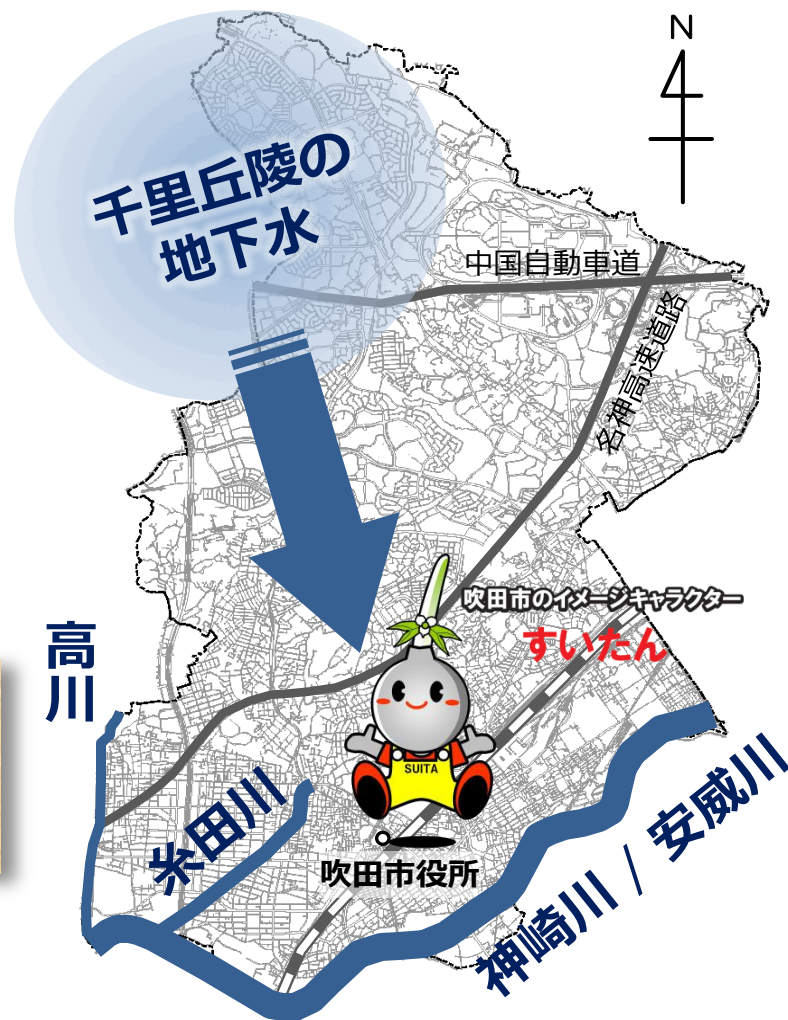 N
千里丘陵の
地下水
中国自動車道
名神高速道路
吹田市のイメージキャラクター
すいたん
高川
SUITA
糸田川
吹田市役所
神崎川 / 安威川